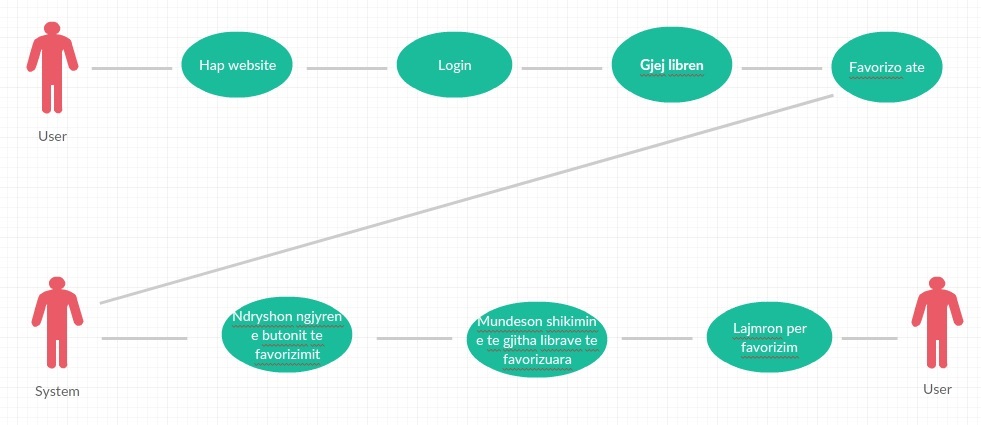 Hap website
Login
Gjej libren
Favorizo ate
User
Ndryshon ngjyren
e butonit te
favorizimit
Mundeson shikimin
e te gjitha librave te
favorizuara
Lajmron per
favorizim
System
User